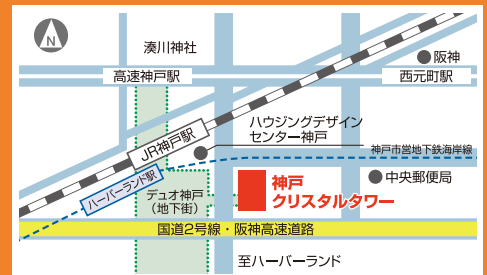 N
湊川神社
阪神
高速神戸駅
西元町駅
ハウジングデザイン
センター神戸
JR神戸駅
神戸市営地下鉄海岸線
ハーバーランド駅
デュオ神戸
(地下街)
神戸
クリスタルタワー
中央郵便局
国道2号線・阪神高速道路
至ハーバーランド